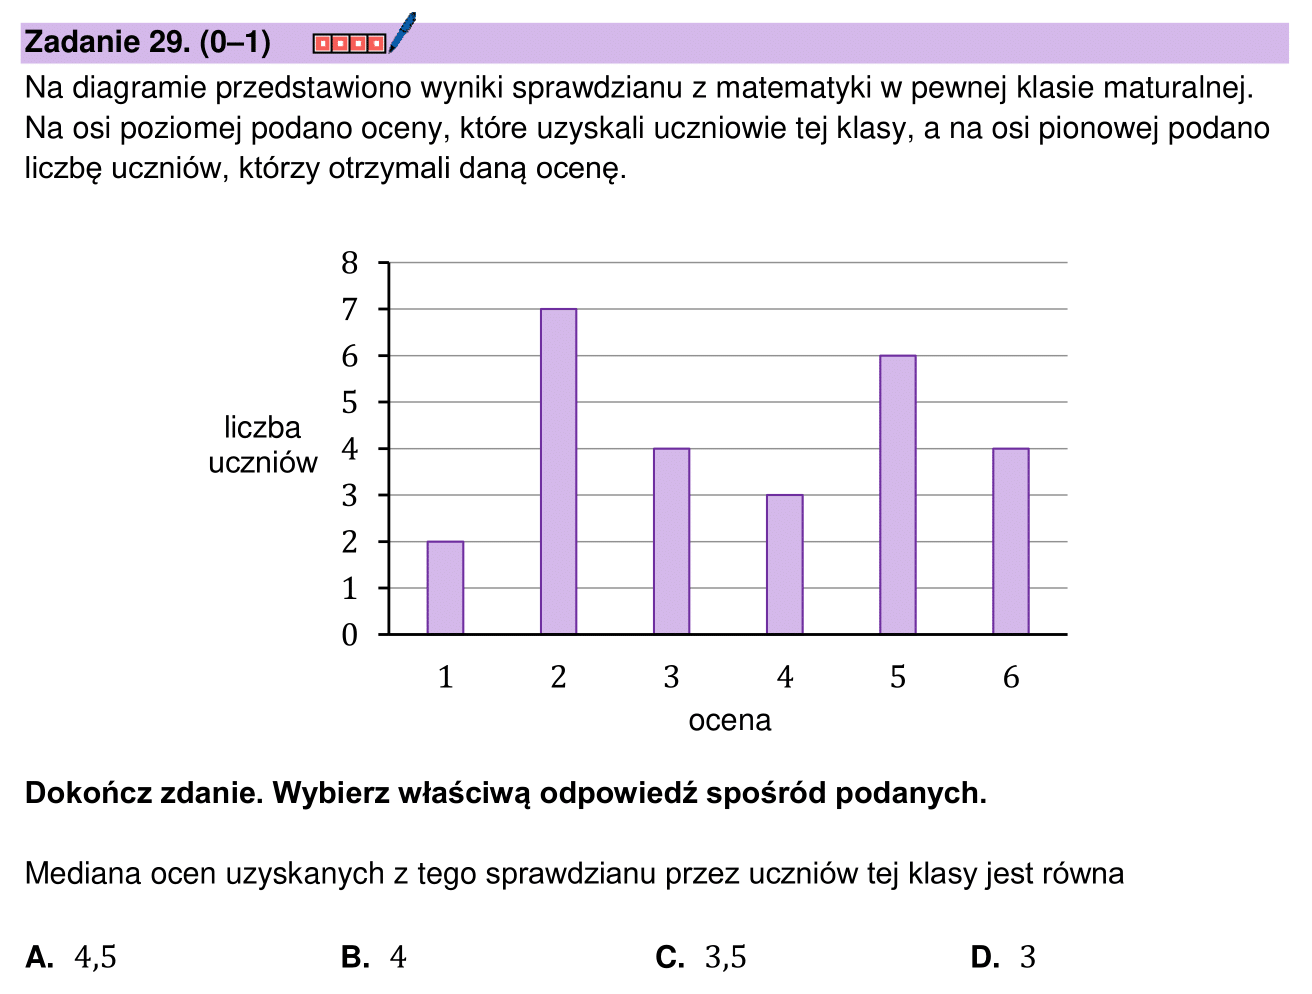 Zadanie 29. (0–1)
Na diagramie przedstawiono wyniki sprawdzianu z matematyki w pewnej klasie maturalnej.
Na osi poziomej podano oceny, które uzyskali uczniowie tej klasy, a na osi pionowej podano
liczbę uczniów, którzy otrzymali daną ocenę.
8
7
6
5
4
3
2
1
0
liczba
uczniów
1 2 3 4 5 6
ocena
Dokończ zdanie. Wybierz właściwą odpowiedź spośród podanych.
Mediana ocen uzyskanych z tego sprawdzianu przez uczniów tej klasy jest równa
A. 4,5 B. 4 C. 3,5 D. 3